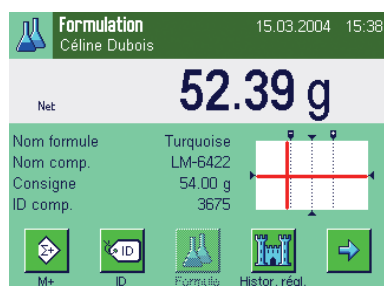 Formulation 15.03.2004 15:38
Céline Dubois
Net 52.39 g
Nom formule Turquoise
Nom comp. LM-6422
Consigne 54.00 g
ID comp. 3675
Σ+ ID
M+ ID Formule Histor. régl.